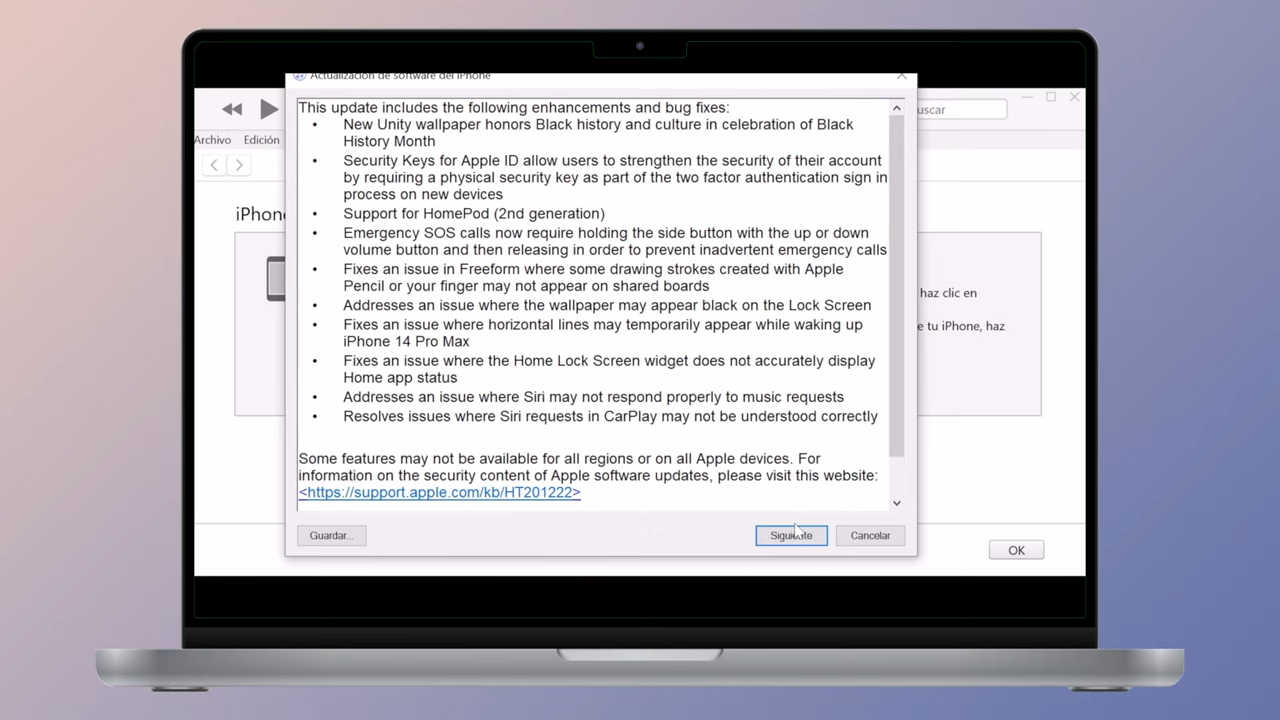 Actualización de software del iPhone
uscar
Archivo Edición
This update includes the following enhancements and bug fixes:
• New Unity wallpaper honors Black history and culture in celebration of Black
History Month
• Security Keys for Apple ID allow users to strengthen the security of their account
by requiring a physical security key as part of the two factor authentication sign in
process on new devices
• Support for HomePod (2nd generation)
• Emergency SOS calls now require holding the side button with the up or down
volume button and then releasing in order to prevent inadvertent emergency calls
• Fixes an issue in Freeform where some drawing strokes created with Apple
Pencil or your finger may not appear on shared boards
• Addresses an issue where the wallpaper may appear black on the Lock Screen
• Fixes an issue where horizontal lines may temporarily appear while waking up
iPhone 14 Pro Max
• Fixes an issue where the Home Lock Screen widget does not accurately display
Home app status
• Addresses an issue where Siri may not respond properly to music requests
• Resolves issues where Siri requests in CarPlay may not be understood correctly
Some features may not be available for all regions or on all Apple devices. For
information on the security content of Apple software updates, please visit this website:
<https://support.apple.com/kb/HT201222>
iPhone
haz clic en
e tu iPhone, haz
Guardar... Siguiente Cancelar
OK